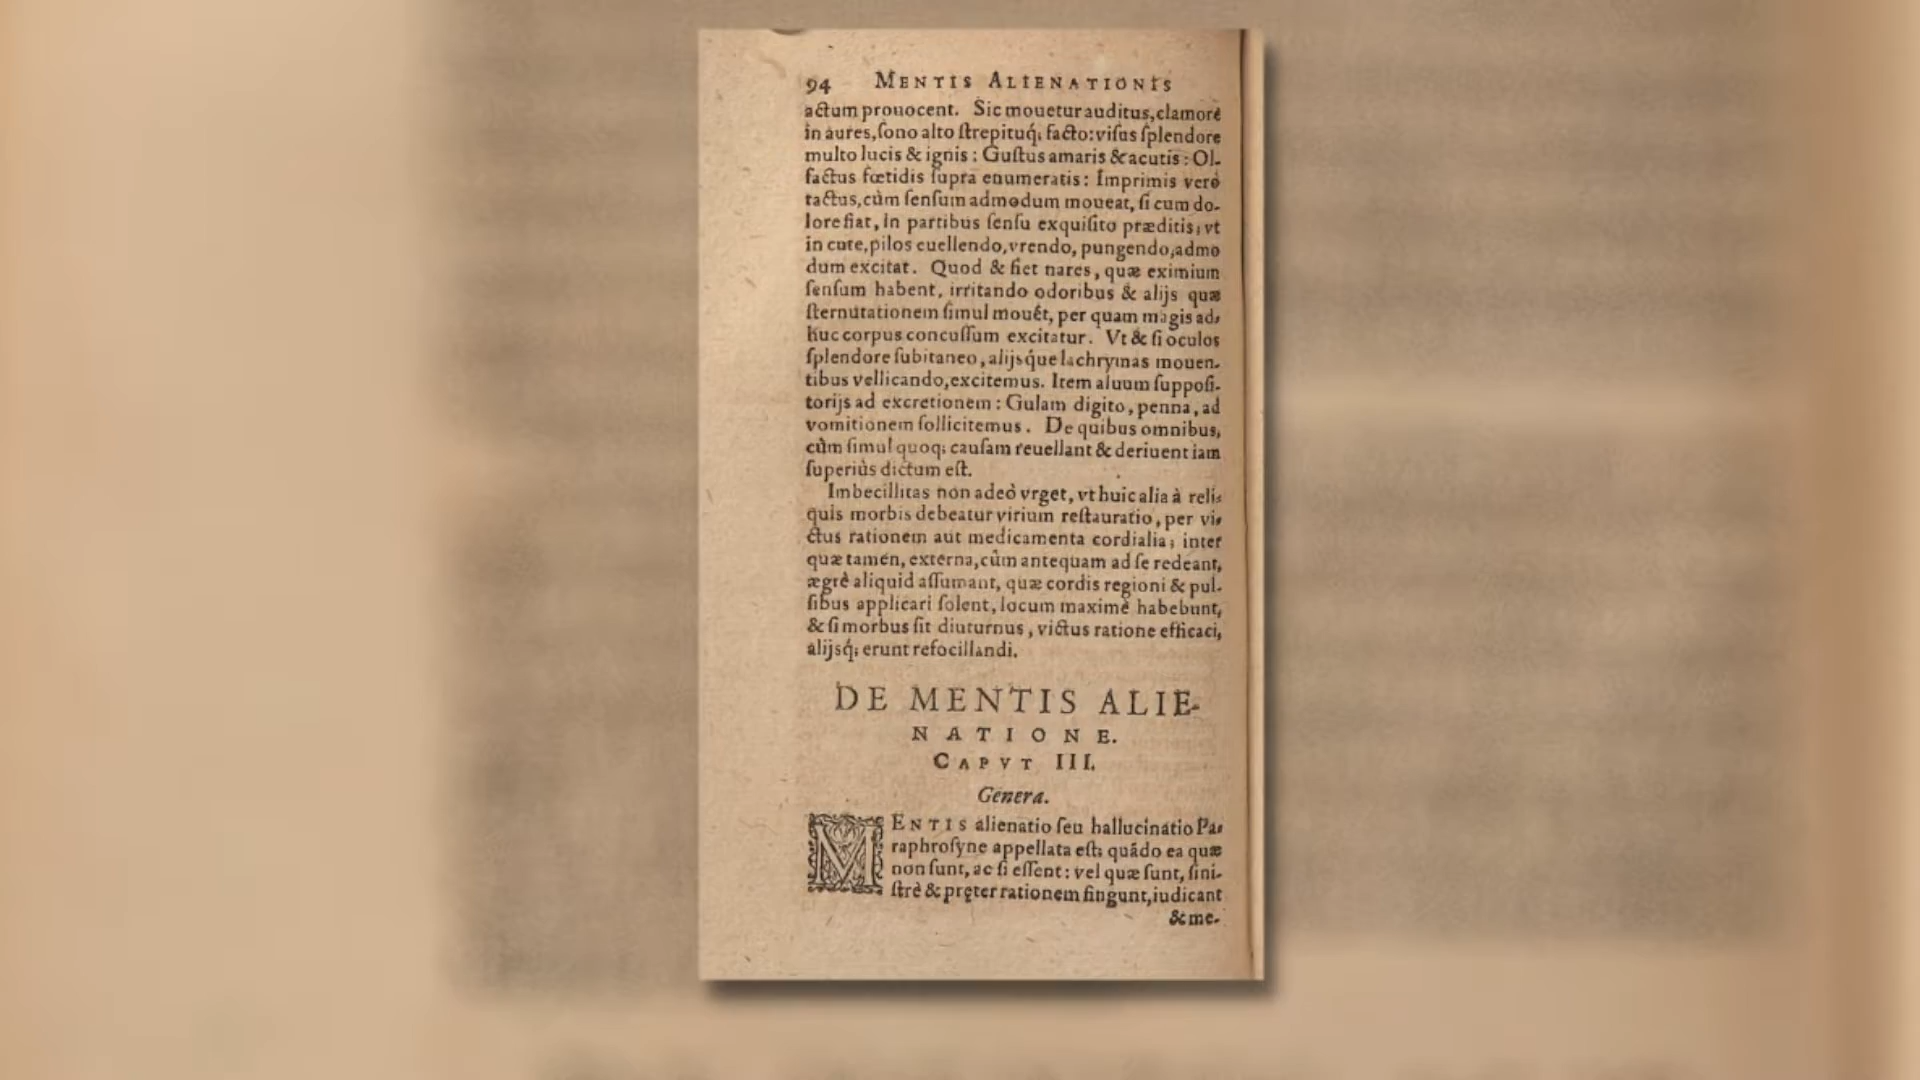 94 MENTIS ALIENATIONIS
actum prouocent. Sic mouetur auditus, clamore
in aures, ſono alto ſtrepituq́; facto: viſus ſplendore
multo lucis & ignis: Guſtus amaris & acutis: Ol-
factus fœtidis ſupra enumeratis: Imprimis verò
tactus, cùm ſenſum admodum moueat, ſi cum do-
lore fiat, in partibus ſenſu exquiſito præditis; vt
in cute, pilos euellendo, vrendo, pungendo, admo
dum excitat. Quod & fiet nares, quæ eximium
ſenſum habent, irritando odoribus & alijs quæ
ſternutationem ſimul mouẽt, per quam magis ad-
huc corpus concuſſum excitatur. Vt & ſi oculos
ſplendore ſubitaneo, alijsq́ue lachrymas mouen-
tibus vellicando, excitemus. Item aluum ſuppoſi-
torijs ad excretionem: Gulam digito, penna, ad
vomitionem ſollicitemus. De quibus omnibus,
cùm ſimul quoq; cauſam reuellant & deriuent iam
ſuperiùs dictum eſt.
Imbecillitas non adeò vrget, vt huic alia à reli-
quis morbis debeatur virium reſtauratio, per vi-
ctus rationem aut medicamenta cordialia; inter
quæ tamen, externa, cùm antequam ad ſe redeant,
ægrè aliquid aſſumant, quæ cordis regioni & pul-
ſibus applicari ſolent, locum maximè habebunt,
& ſi morbus ſit diuturnus, victus ratione efficaci,
alijsq́; erunt refocillandi.
DE MENTIS ALIE-
NATIONE.
CAPVT III.
Genera.
MENTIS alienatio ſeu hallucinatio Pa-
raphroſyne appellata eſt; quãdo ea quæ
non ſunt, ac ſi eſſent: vel quæ ſunt, ſini-
ſtrè & pręter rationem fingunt, iudicant
& me-